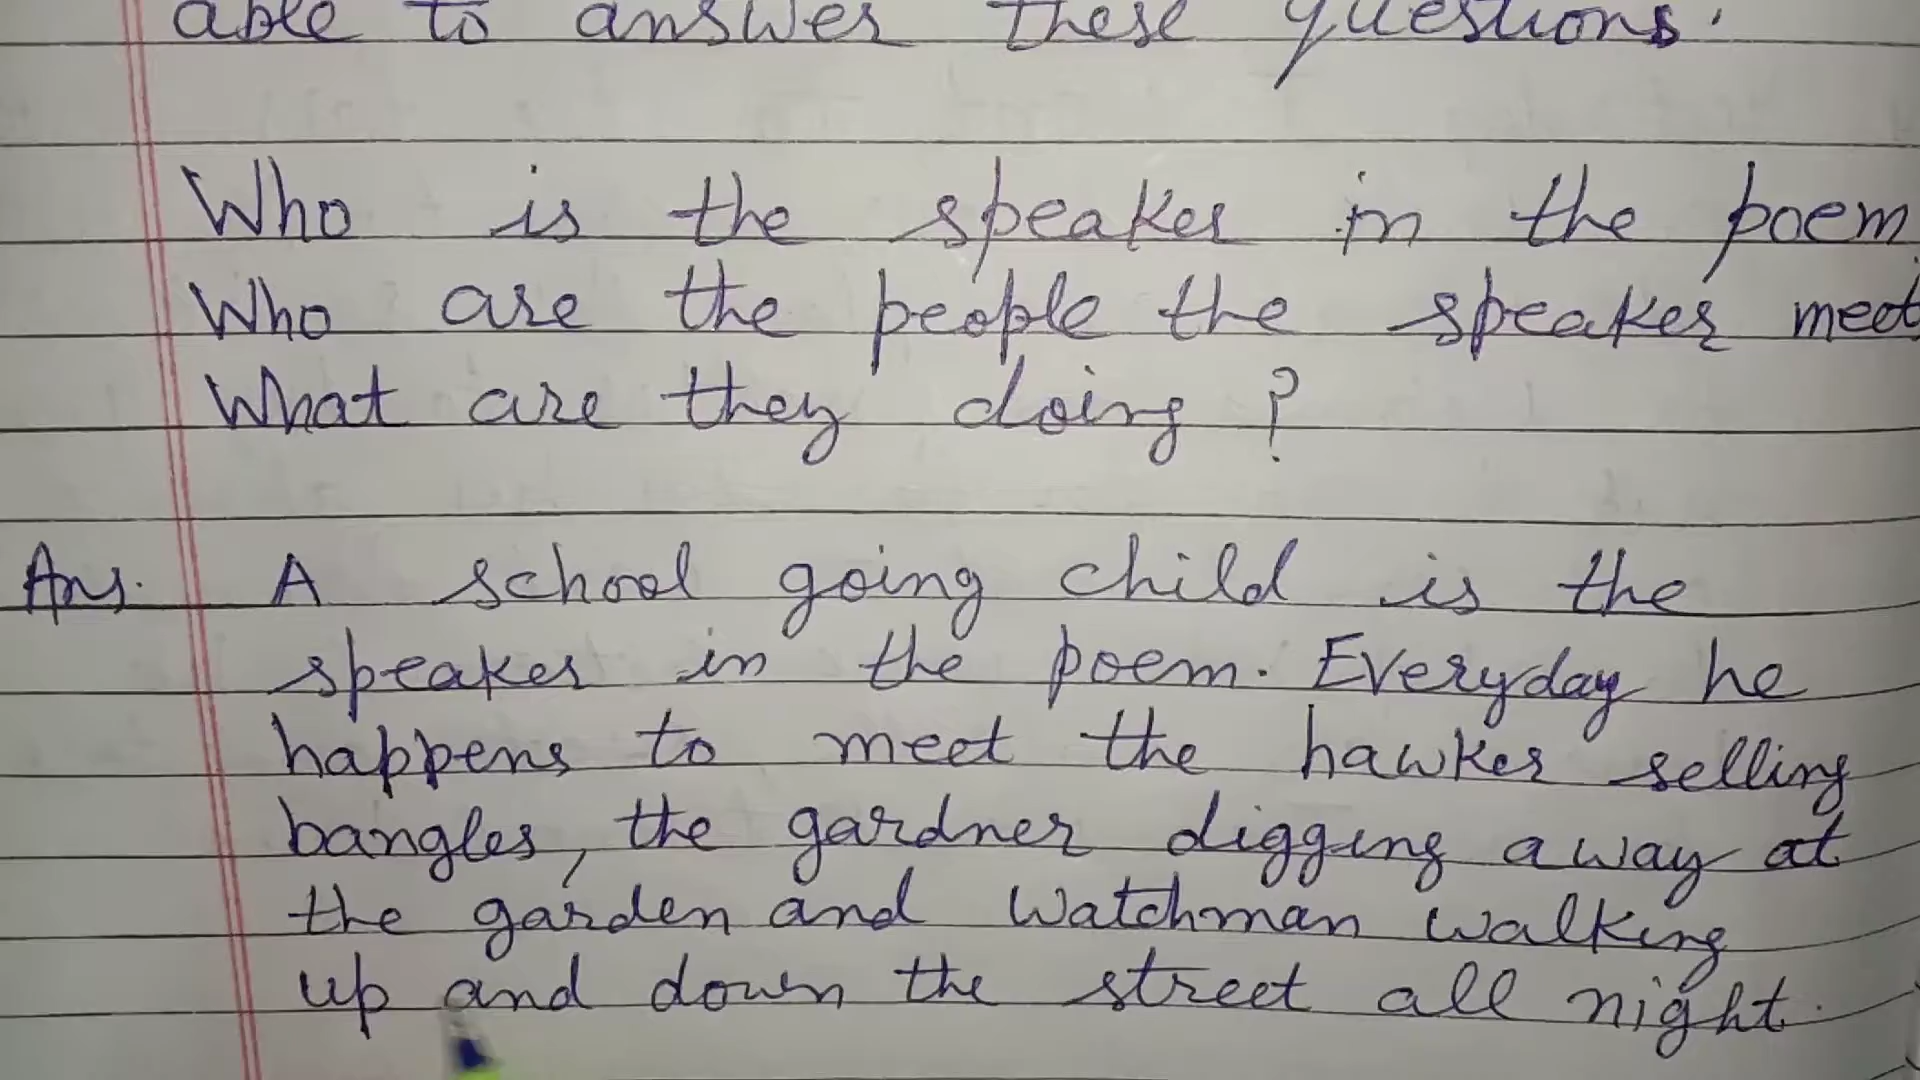 able to answer these questions.
Who is the speaker in the poem
Who are the people the speaker meet
What are they doing ?
Ans. A school going child is the
speaker in the poem. Everyday he
happens to meet the hawker selling
bangles, the gardner digging away at
the garden and watchman walking
up and down the street all night.